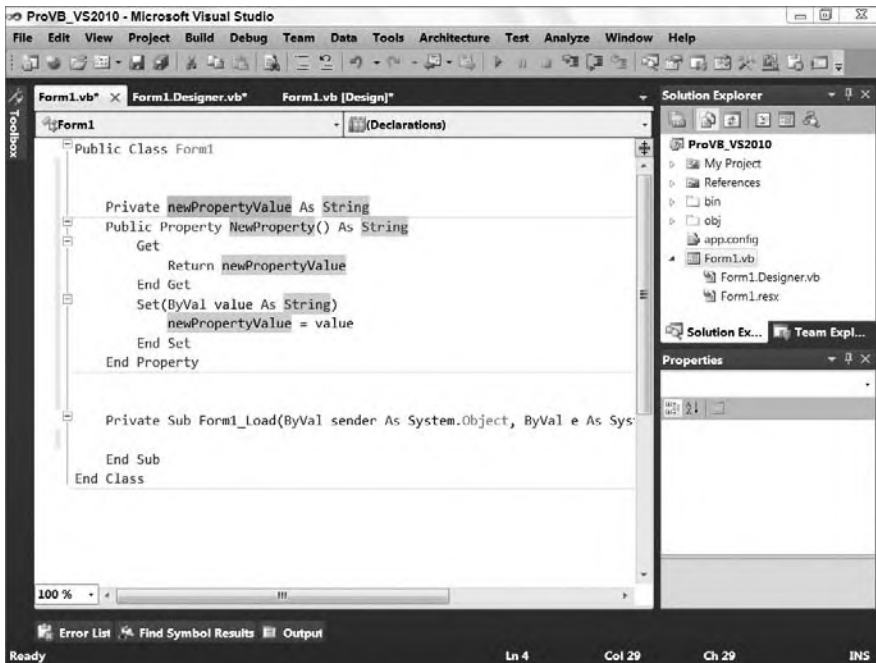 ProVB_VS2010 - Microsoft Visual Studio
File Edit View Project Build Debug Team Data Tools Architecture Test Analyze Window Help
Toolbox
Form1.vb* Form1.Designer.vb* Form1.vb [Design]*
Form1 (Declarations)
Public Class Form1
Private newPropertyValue As String
Public Property NewProperty() As String
Get
Return newPropertyValue
End Get
Set(ByVal value As String)
newPropertyValue = value
End Set
End Property
Private Sub Form1_Load(ByVal sender As System.Object, ByVal e As Sys
End Sub
End Class
100 %
Solution Explorer
ProVB_VS2010
My Project
References
bin
obj
app.config
Form1.vb
Form1.Designer.vb
Form1.resx
Solution Ex... Team Expl...
Properties
Error List Find Symbol Results Output
Ready Ln 4 Col 29 Ch 29 INS